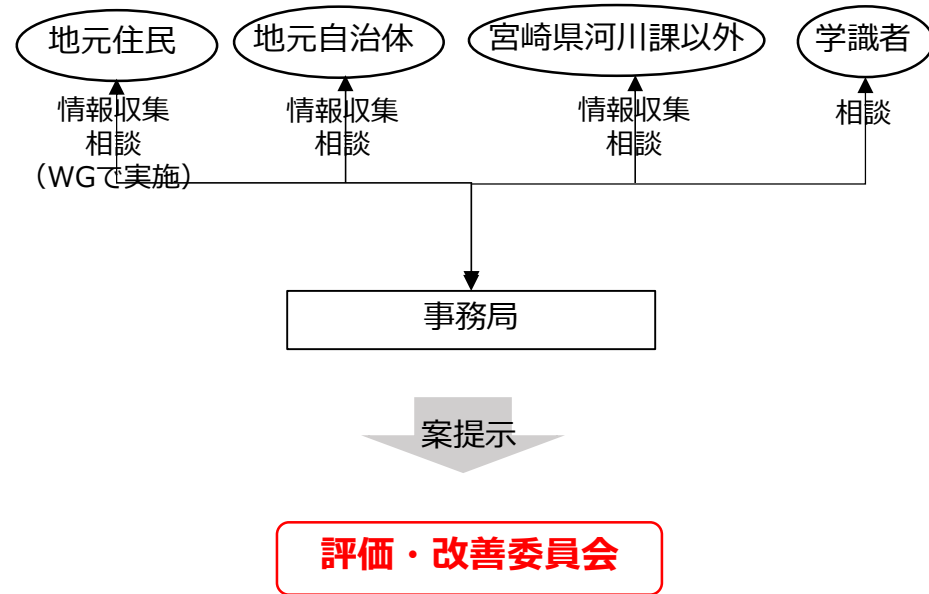 地元住民
地元自治体
宮崎県河川課以外
学識者
情報収集
相談
（WGで実施）
情報収集
相談
情報収集
相談
相談
事務局
案提示
評価・改善委員会